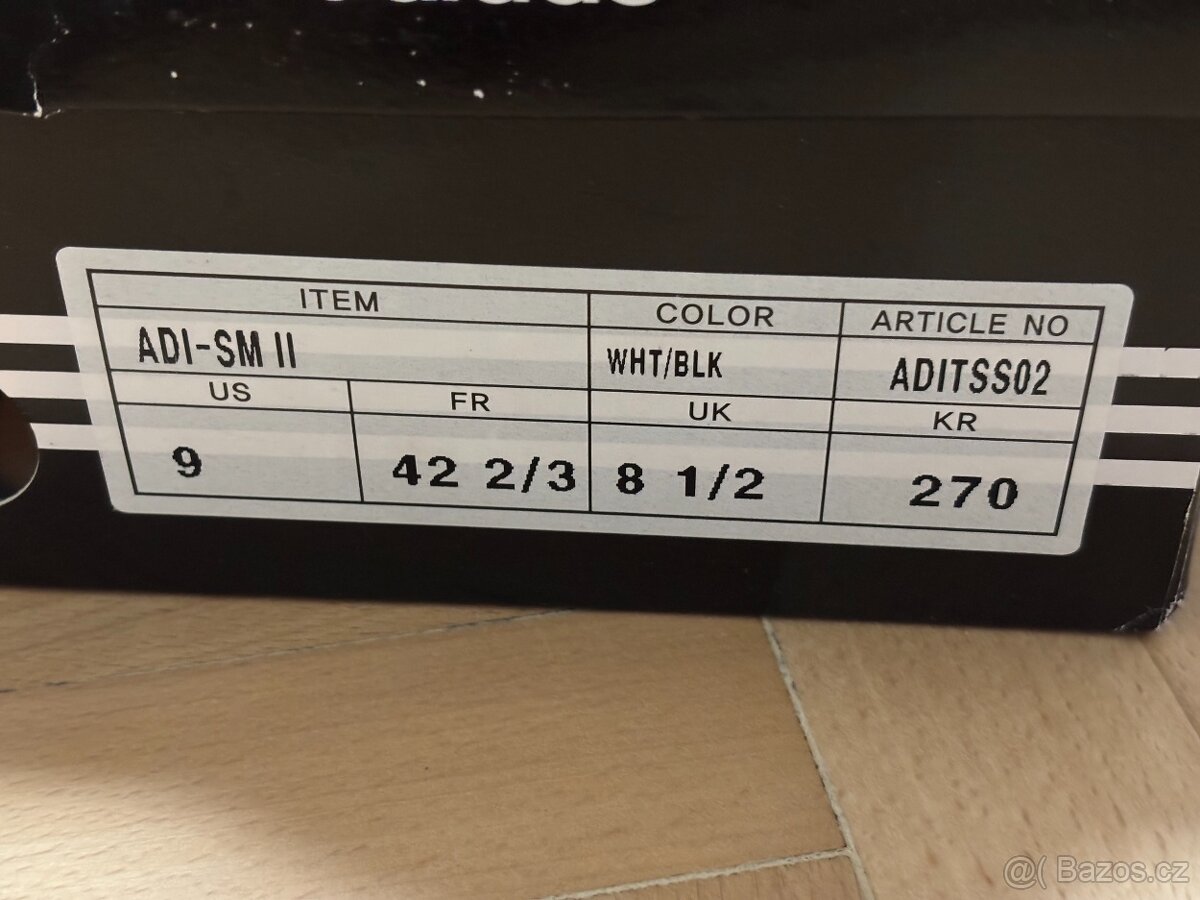 ITEM COLOR ARTICLE NO
ADI-SM II WHT/BLK ADITSS02
US FR UK KR
9 42 2/3 8 1/2 270
@( Bazos.cz